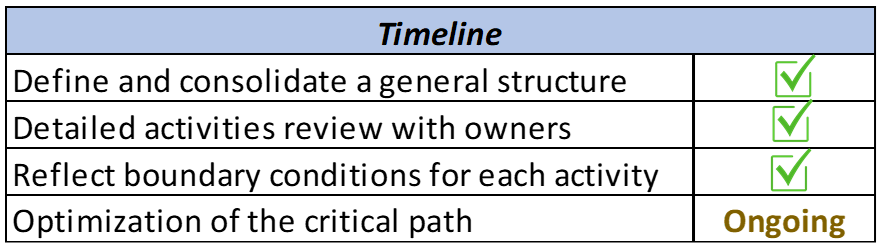 Timeline
Define and consolidate a general structure
Detailed activities review with owners
Reflect boundary conditions for each activity
Optimization of the critical path Ongoing